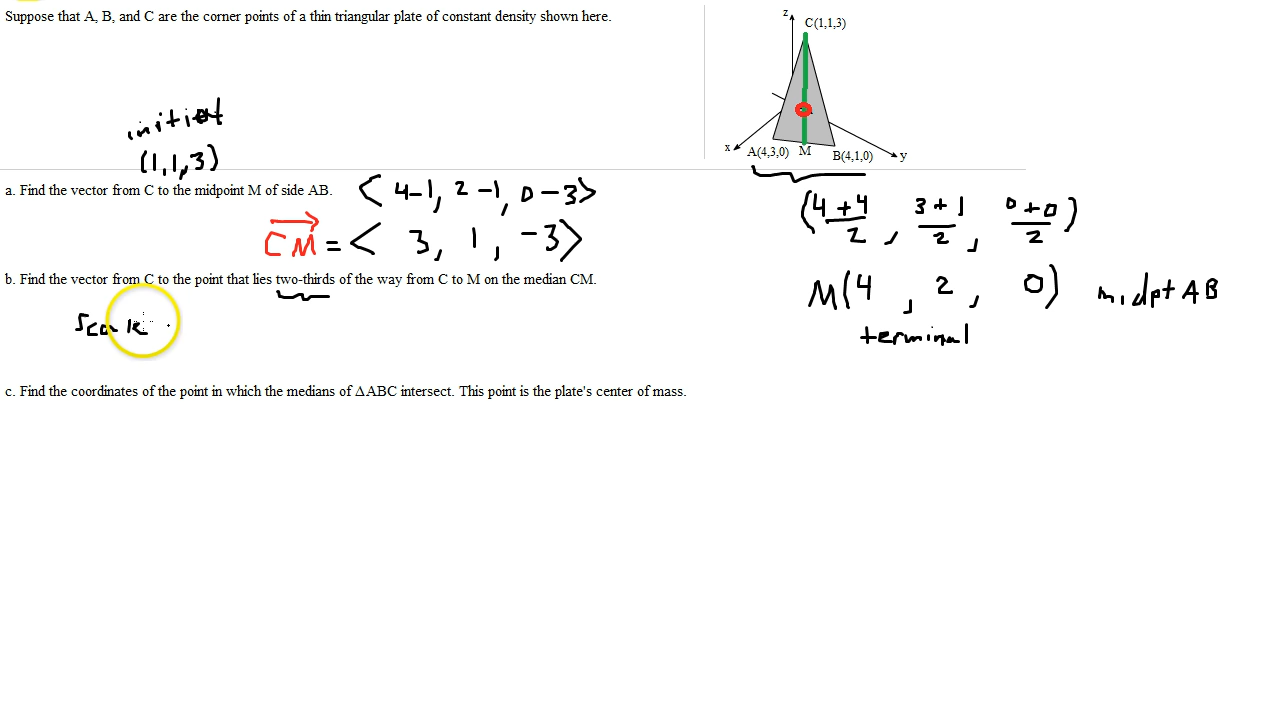 Suppose that A, B, and C are the corner points of a thin triangular plate of constant density shown here.
z
C(1,1,3)
x
A(4,3,0) M B(4,1,0)
y
initial
(1,1,3)
a. Find the vector from C to the midpoint M of side AB.
< 4-1, 2-1, 0-3>
CM = < 3, 1, -3>
(4+4/2, 3+1/2, 0+0/2)
M(4, 2, 0) midpt AB
terminal
b. Find the vector from C to the point that lies two-thirds of the way from C to M on the median CM.
Scale
c. Find the coordinates of the point in which the medians of ΔABC intersect. This point is the plate's center of mass.